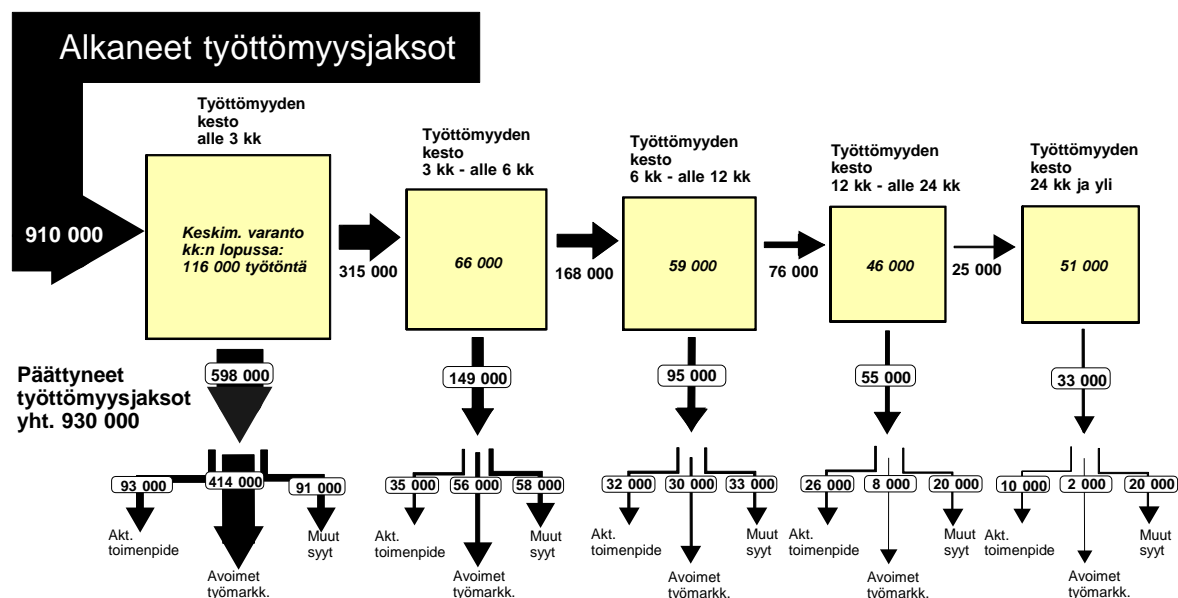 Alkaneet työttömyysjaksot
910 000
Työttömyyden
kesto
alle 3 kk
Keskim. varanto
kk:n lopussa:
116 000 työtöntä
315 000
Työttömyyden
kesto
3 kk - alle 6 kk
66 000
168 000
Työttömyyden
kesto
6 kk - alle 12 kk
59 000
76 000
Työttömyyden
kesto
12 kk - alle 24 kk
46 000
25 000
Työttömyyden
kesto
24 kk ja yli
51 000
Päättyneet
työttömyysjaksot
yht. 930 000
598 000
149 000
95 000
55 000
33 000
93 000
414 000
91 000
35 000
56 000
58 000
32 000
30 000
33 000
26 000
8 000
20 000
10 000
2 000
20 000
Akt.
toimenpide
Muut
syyt
Avoimet
työmarkk.
Akt.
toimenpide
Muut
syyt
Avoimet
työmarkk.
Akt.
toimenpide
Muut
syyt
Avoimet
työmarkk.
Akt.
toimenpide
Muut
syyt
Avoimet
työmarkk.
Akt.
toimenpide
Muut
syyt
Avoimet
työmarkk.